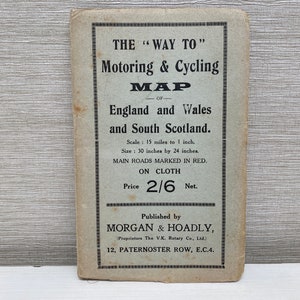 THE "WAY TO"
Motoring & Cycling
MAP
OF
England and Wales
and South Scotland.
Scale : 15 miles to 1 inch.
Size : 30 inches by 24 inches.
MAIN ROADS MARKED IN RED.
ON CLOTH
Price 2/6 Net.
Published by
MORGAN & HOADLY,
(Proprietors The V.K. Rotary Co., Ltd.)
12, PATERNOSTER ROW, E.C.4.